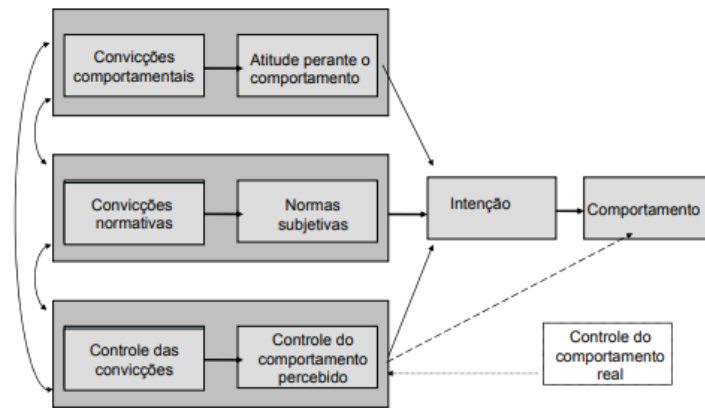 Convicções
comportamentais
Atitude perante o
comportamento
Convicções
normativas
Normas
subjetivas
Intenção
Comportamento
Controle das
convicções
Controle do
comportamento
percebido
Controle do
comportamento
real